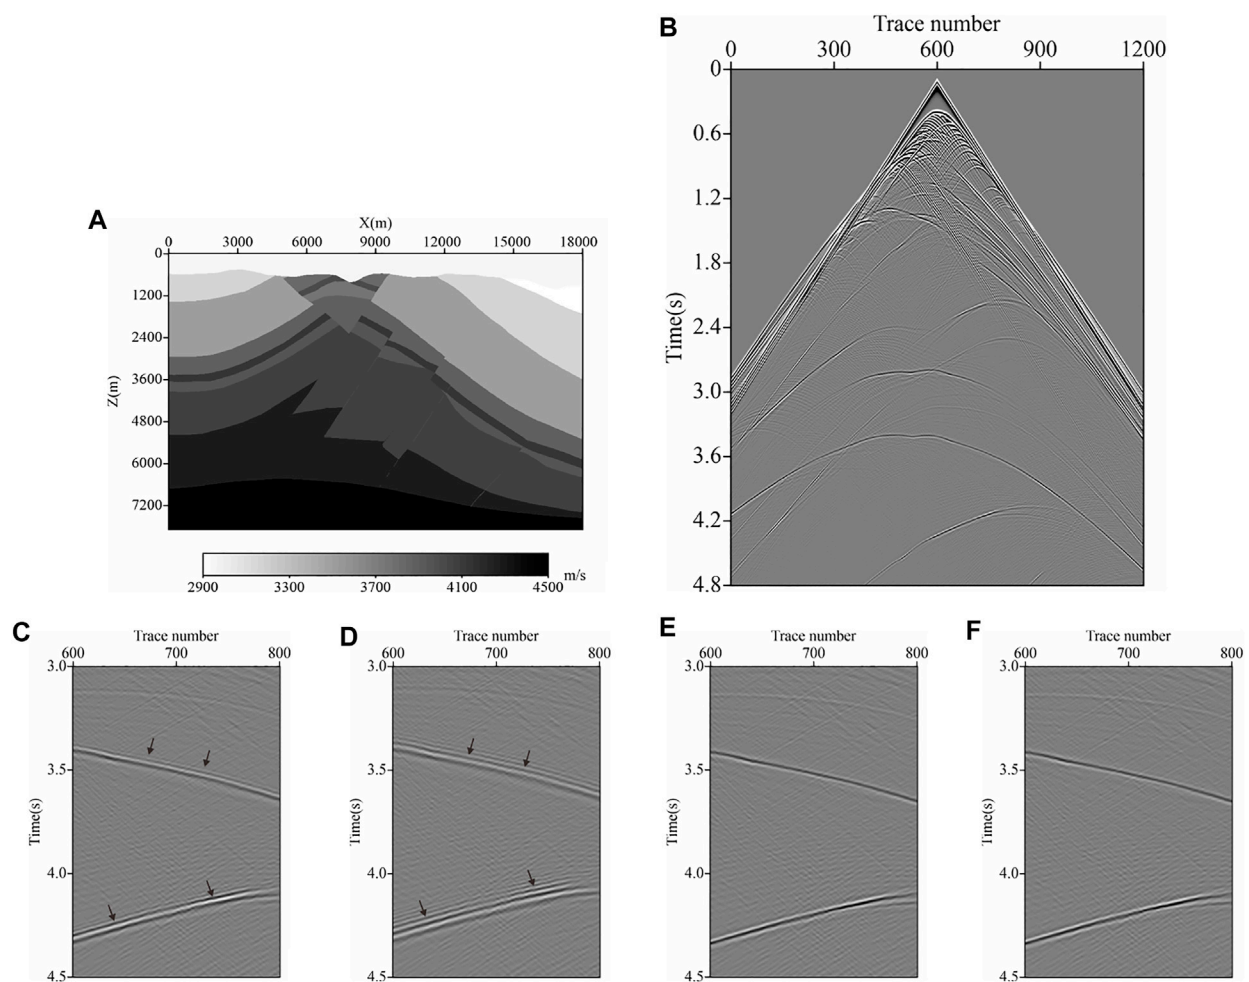 A
X(m)
0 3000 6000 9000 12000 15000 18000
0
1200
2400
3600
4800
6000
7200
Z(m)
2900 3300 3700 4100 4500 m/s
B
Trace number
0 300 600 900 1200
0
0.6
1.2
1.8
2.4
3.0
3.6
4.2
4.8
Time(s)
C
Trace number
600 700 800
3.0
3.5
4.0
4.5
Time(s)
D
Trace number
600 700 800
3.0
3.5
4.0
4.5
Time(s)
E
Trace number
600 700 800
3.0
3.5
4.0
4.5
Time(s)
F
Trace number
600 700 800
3.0
3.5
4.0
4.5
Time(s)